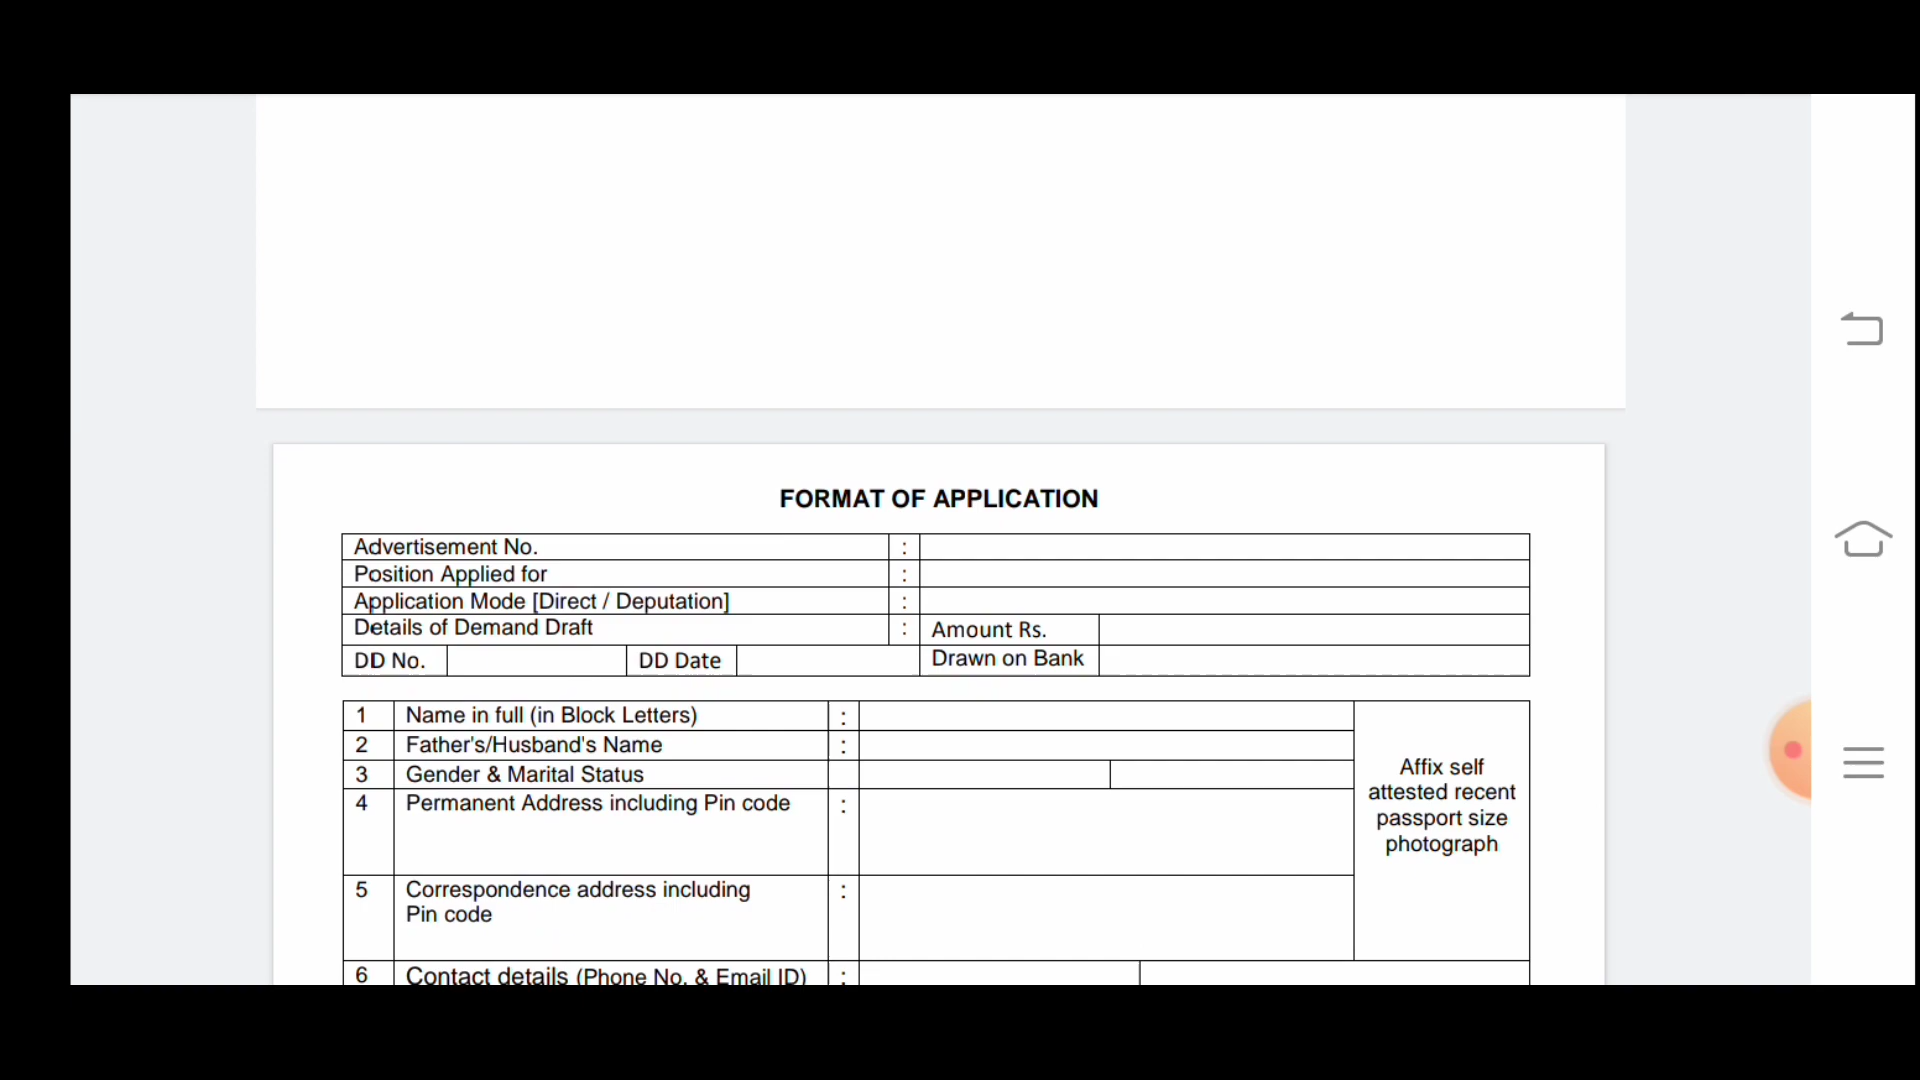 FORMAT OF APPLICATION
Advertisement No. :
Position Applied for :
Application Mode [Direct / Deputation] :
Details of Demand Draft : Amount Rs.
DD No. DD Date Drawn on Bank
1 Name in full (in Block Letters) :
2 Father's/Husband's Name :
3 Gender & Marital Status
4 Permanent Address including Pin code :
Affix self
attested recent
passport size
photograph
5 Correspondence address including :
Pin code
6 Contact details (Phone No. & Email ID) :